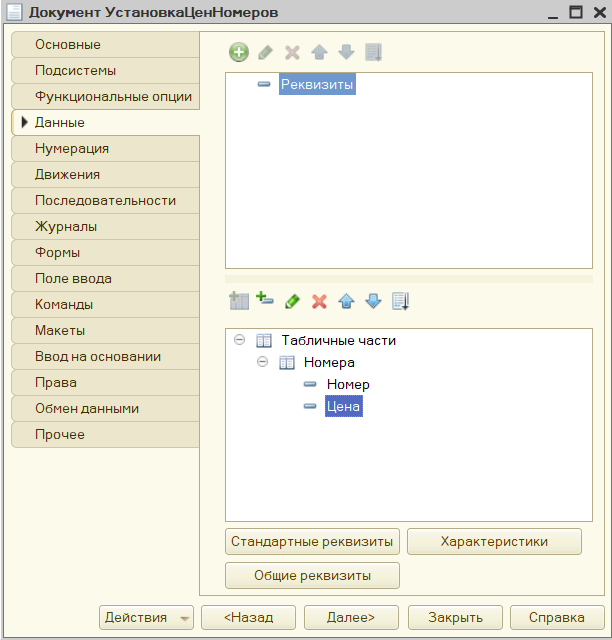 Документ УстановкаЦенНомеров
Основные
Подсистемы
Функциональные опции
Данные
Нумерация
Движения
Последовательности
Журналы
Формы
Поле ввода
Команды
Макеты
Ввод на основании
Права
Обмен данными
Прочее
Реквизиты
Табличные части
Номера
Номер
Цена
Стандартные реквизиты
Характеристики
Общие реквизиты
Действия
<Назад
Далее>
Закрыть
Справка